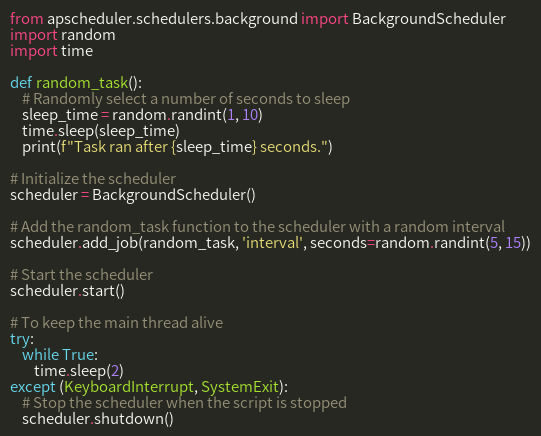 from apscheduler.schedulers.background import BackgroundScheduler
import random
import time

def random_task():
    # Randomly select a number of seconds to sleep
    sleep_time = random.randint(1, 10)
    time.sleep(sleep_time)
    print(f"Task ran after {sleep_time} seconds.")

# Initialize the scheduler
scheduler = BackgroundScheduler()

# Add the random_task function to the scheduler with a random interval
scheduler.add_job(random_task, 'interval', seconds=random.randint(5, 15))

# Start the scheduler
scheduler.start()

# To keep the main thread alive
try:
    while True:
        time.sleep(2)
except (KeyboardInterrupt, SystemExit):
    # Stop the scheduler when the script is stopped
    scheduler.shutdown()